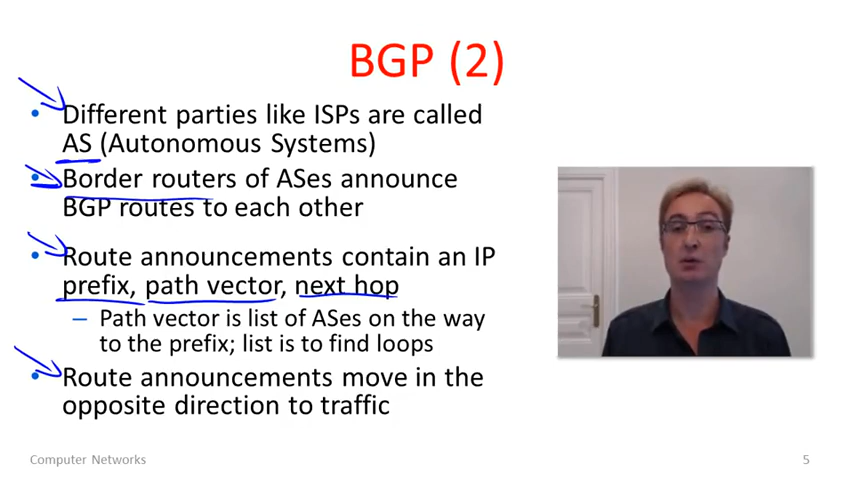 BGP (2)
• Different parties like ISPs are called
AS (Autonomous Systems)
• Border routers of ASes announce
BGP routes to each other
• Route announcements contain an IP
prefix, path vector, next hop
– Path vector is list of ASes on the way
to the prefix; list is to find loops
• Route announcements move in the
opposite direction to traffic
Computer Networks
5